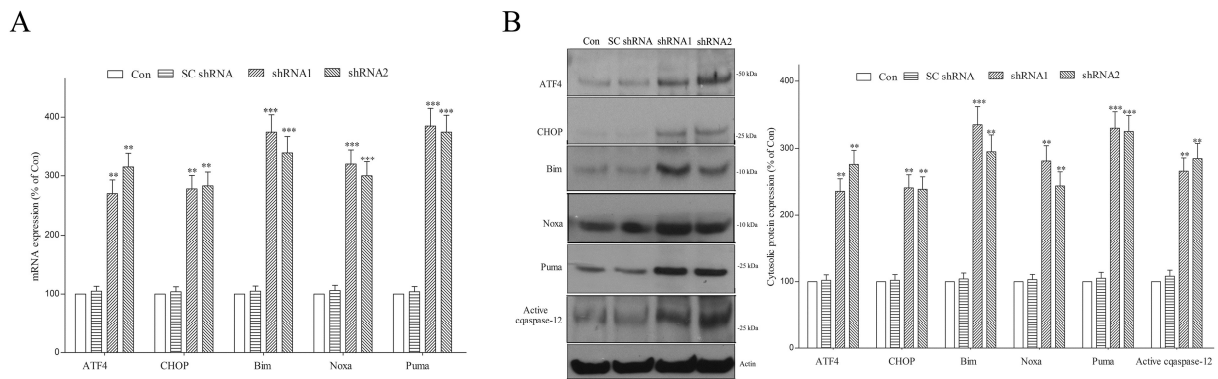 A
Con SC shRNA shRNA1 shRNA2
mRNA expression (% of Con)
400
300
200
100
0
** ** ** ** *** *** *** *** *** ***
ATF4 CHOP Bim Noxa Puma
B
Con SC shRNA shRNA1 shRNA2
ATF4
-50 kDa
CHOP
-25 kDa
Bim
-10 kDa
Noxa
-10 kDa
Puma
-25 kDa
Active
cqaspase-12
-25 kDa
Actin
Con SC shRNA shRNA1 shRNA2
Cytosolic protein expression (% of Con)
400
300
200
100
0
** ** ** ** *** ** ** ** *** *** ** **
ATF4 CHOP Bim Noxa Puma Active cqaspase-12